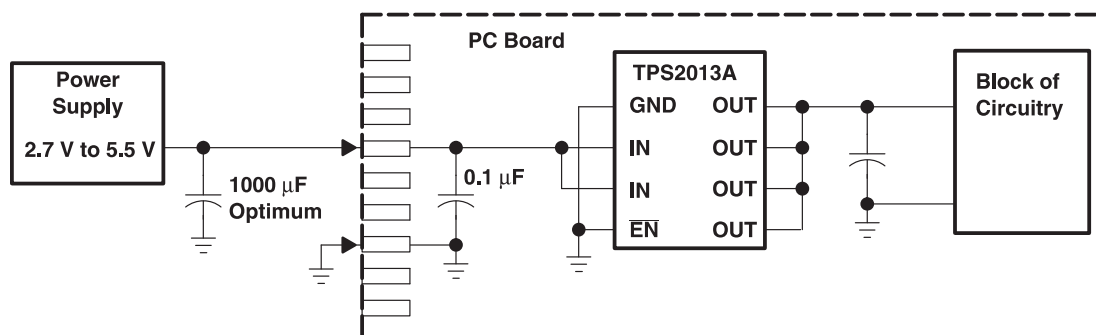 PC Board
Power
Supply
2.7 V to 5.5 V
1000 μF
Optimum
0.1 μF
TPS2013A
GND OUT
IN OUT
IN OUT
E̅N̅ OUT
Block of
Circuitry